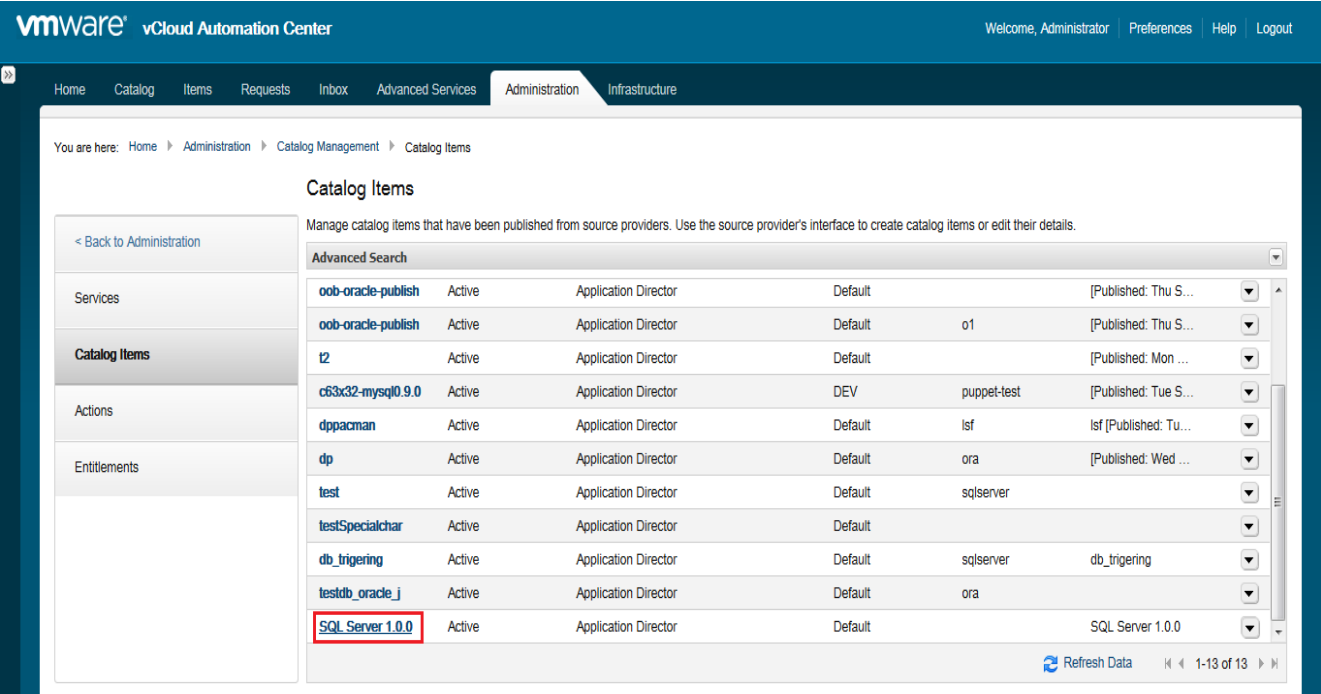 vmware® vCloud Automation Center Welcome, Administrator Preferences Help Logout
Home Catalog Items Requests Inbox Advanced Services Administration Infrastructure
You are here: Home Administration Catalog Management Catalog Items
Catalog Items
Manage catalog items that have been published from source providers. Use the source provider's interface to create catalog items or edit their details.
< Back to Administration
Services
Catalog Items
Actions
Entitlements
Advanced Search
oob-oracle-publish Active Application Director Default [Published: Thu S...
oob-oracle-publish Active Application Director Default o1 [Published: Thu S...
t2 Active Application Director Default [Published: Mon ...
c63x32-mysql0.9.0 Active Application Director DEV puppet-test [Published: Tue S...
dppacman Active Application Director Default lsf lsf [Published: Tu...
dp Active Application Director Default ora [Published: Wed ...
test Active Application Director Default sqlserver
testSpecialchar Active Application Director Default
db_trigering Active Application Director Default sqlserver db_trigering
testdb_oracle_j Active Application Director Default ora
SQL Server 1.0.0 Active Application Director Default SQL Server 1.0.0
Refresh Data 1-13 of 13